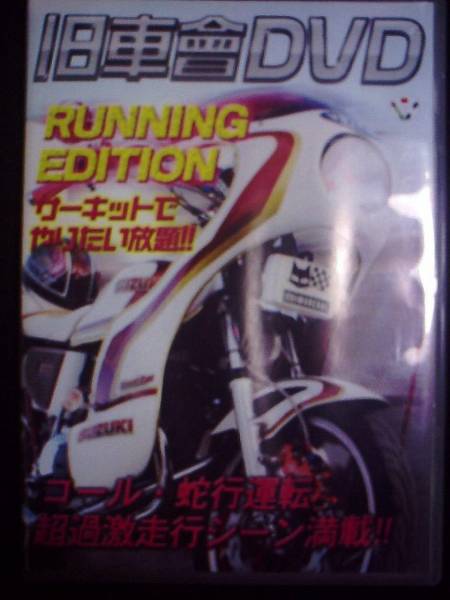 旧車會DVD
RUNNING
EDITION
サーキットで
やりたい放題!!
SUZUKI
SUZUKI
コール・蛇行運転
超過激走行シーン満載!!